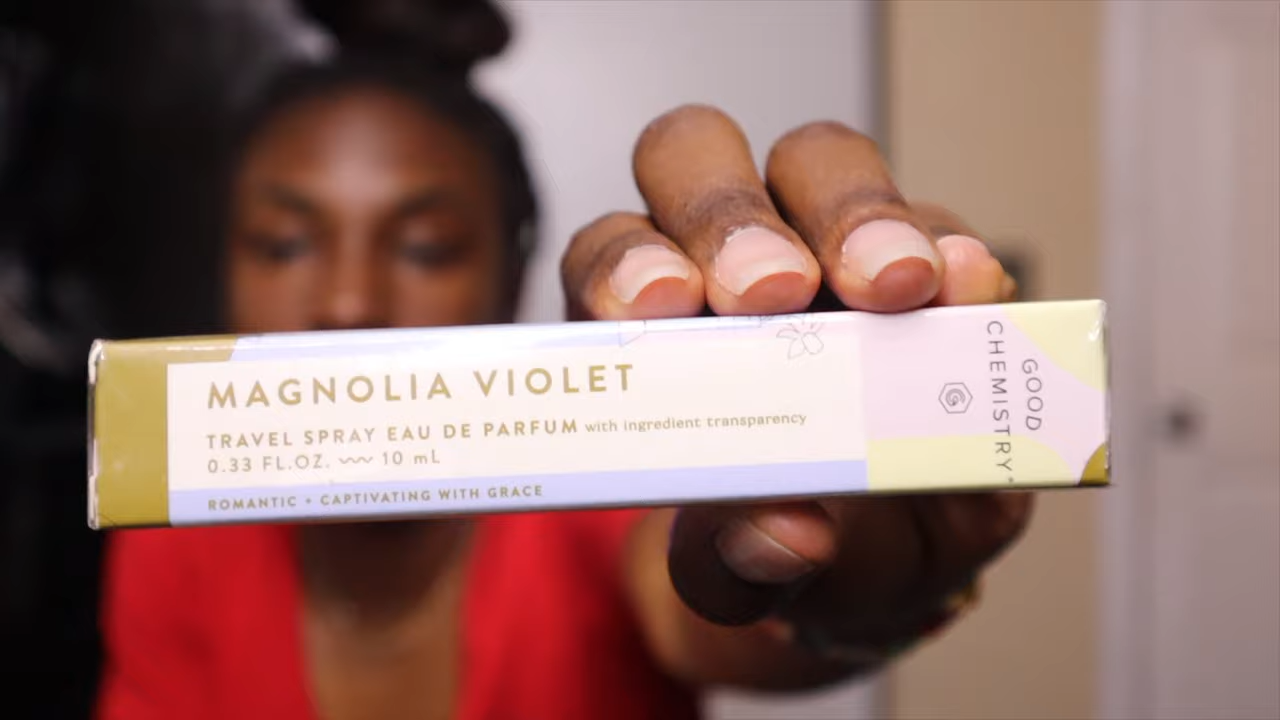 MAGNOLIA VIOLET
TRAVEL SPRAY EAU DE PARFUM with ingredient transparency
0.33 FL.OZ. 10 mL
ROMANTIC + CAPTIVATING WITH GRACE
GOOD
CHEMISTRY